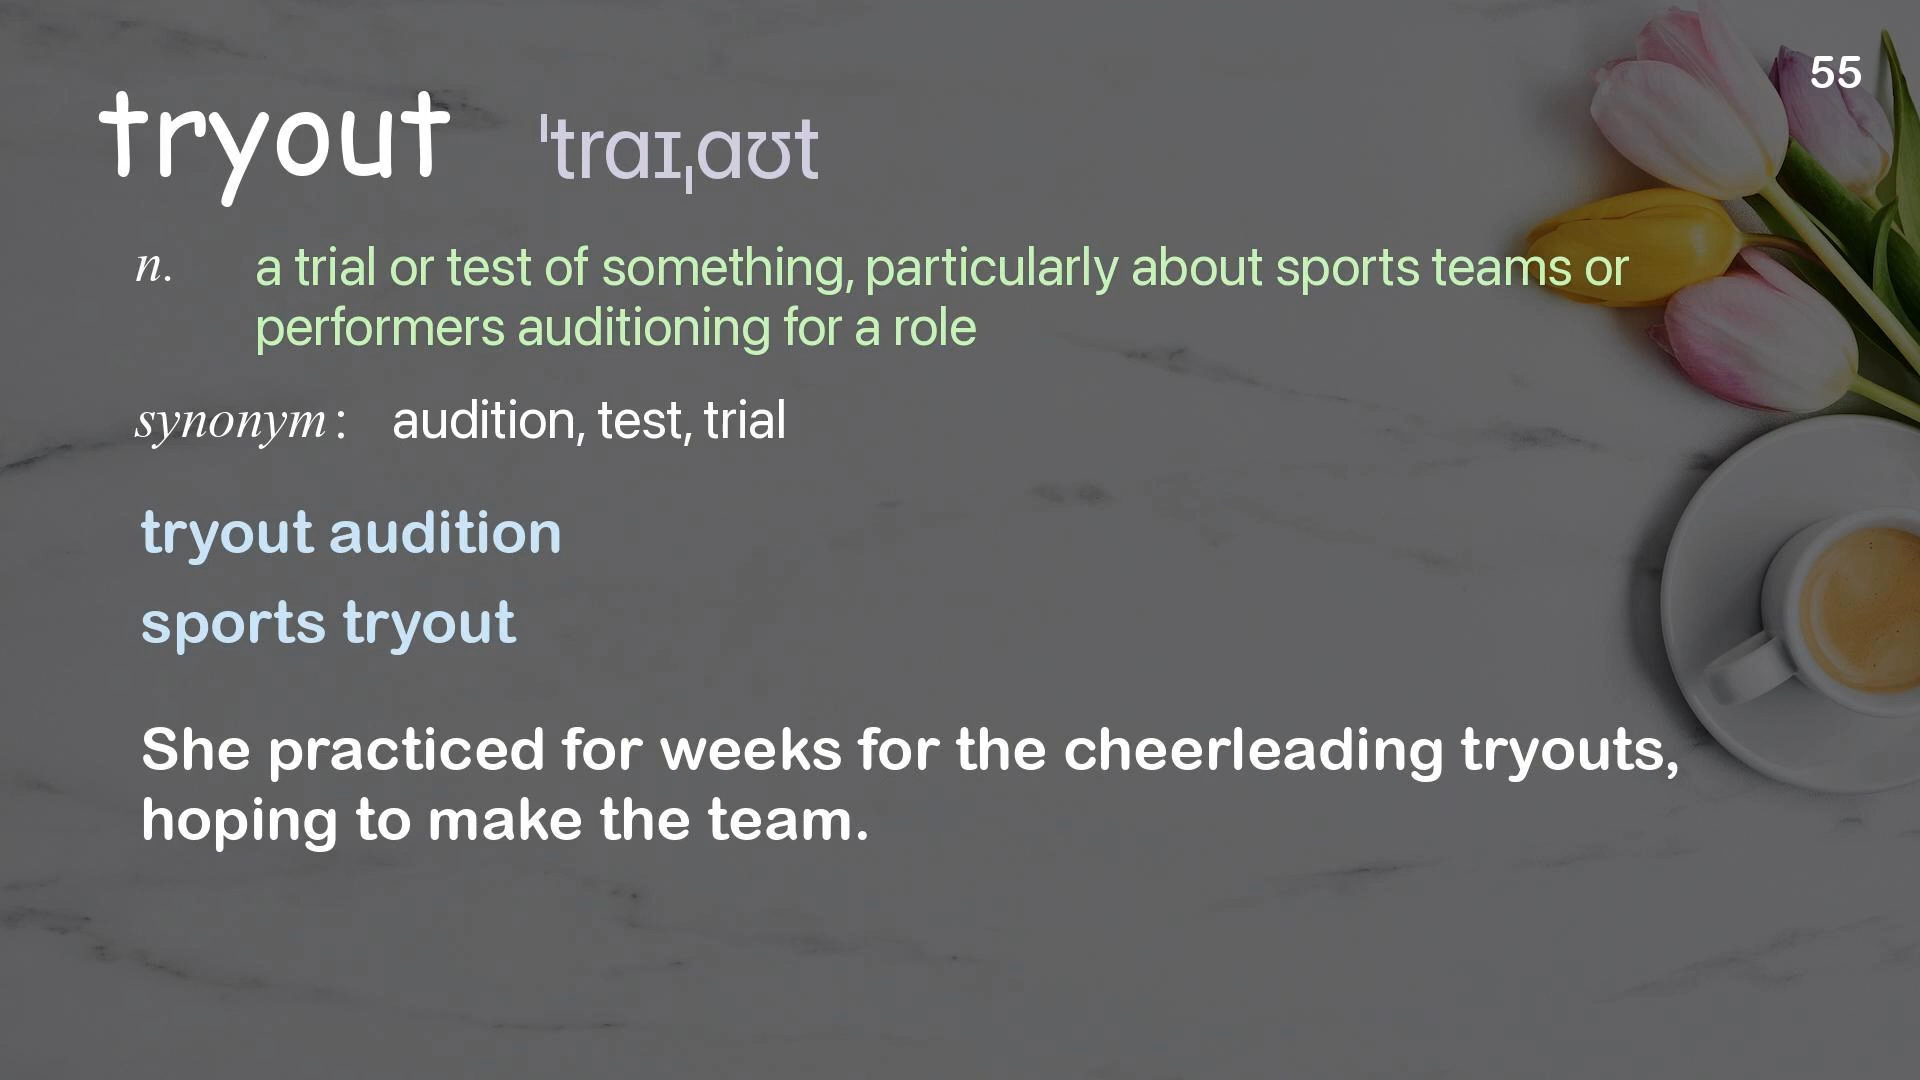 55
tryout ˈtraɪˌaʊt
n. a trial or test of something, particularly about sports teams or
performers auditioning for a role
synonym: audition, test, trial
tryout audition
sports tryout
She practiced for weeks for the cheerleading tryouts,
hoping to make the team.